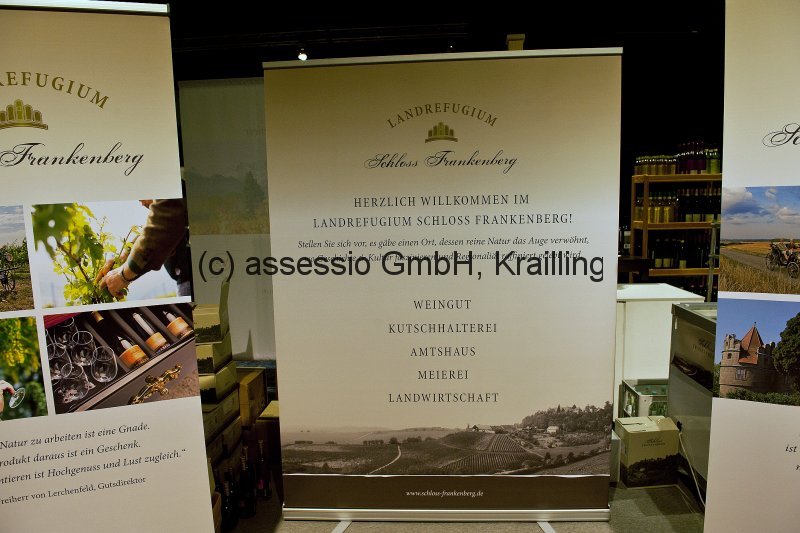 LANDREFUGIUM
Schloss Frankenberg
HERZLICH WILLKOMMEN IM
LANDREFUGIUM SCHLOSS FRANKENBERG!
Stellen Sie sich vor, es gäbe einen Ort, dessen reine Natur das Auge verwöhnt,
(c) assessio GmbH, Krailling
WEINGUT
KUTSCHHALTEREI
AMTSHAUS
MEIEREI
LANDWIRTSCHAFT
www.schloss-frankenberg.de
REFUGIUM
Frankenberg
Natur zu arbeiten ist eine Gnade.
rodukt daraus ist ein Geschenk.
ntieren ist Hochgenuss und Lust zugleich.“
Freiherr von Lerchenfeld, Gutsdirektor